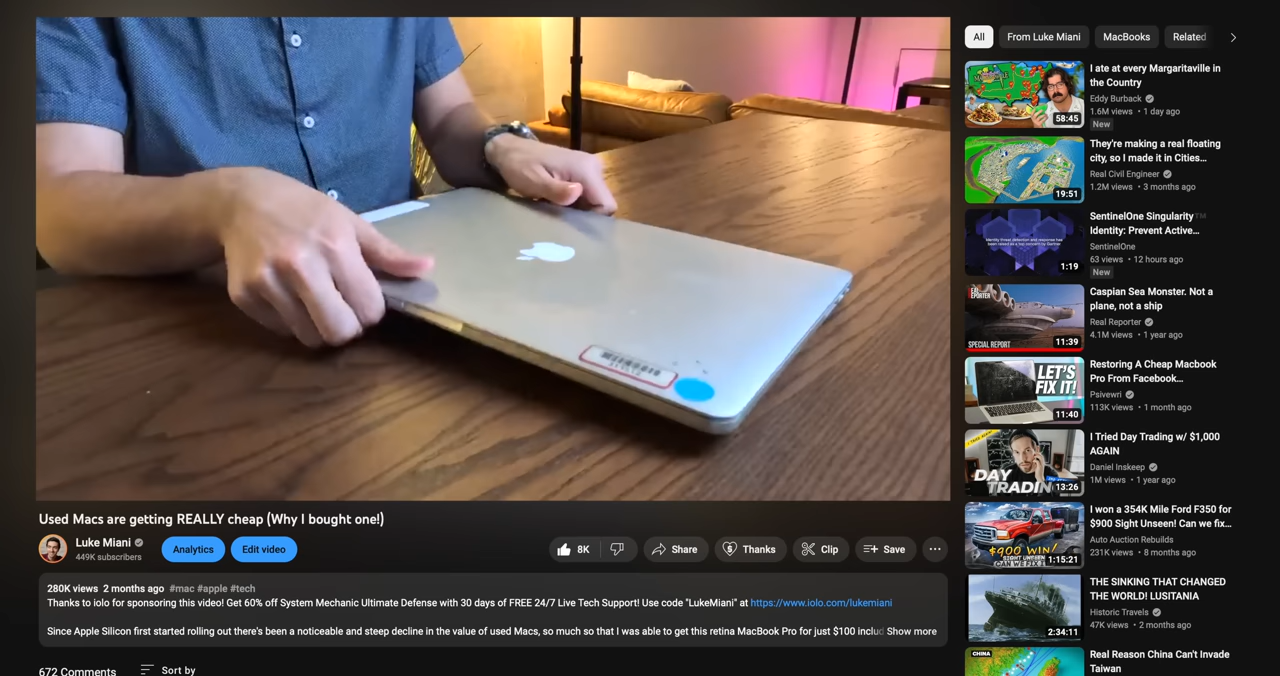 All
From Luke Miani
MacBooks
Related
Used Macs are getting REALLY cheap (Why I bought one!)
Luke Miani
449K subscribers
Analytics
Edit video
8K
Share
Thanks
Clip
Save
280K views 2 months ago #mac #apple #tech
Thanks to iolo for sponsoring this video! Get 60% off System Mechanic Ultimate Defense with 30 days of FREE 24/7 Live Tech Support! Use code "LukeMiani" at https://www.iolo.com/lukemiani
Since Apple Silicon first started rolling out there's been a noticeable and steep decline in the value of used Macs, so much so that I was able to get this retina MacBook Pro for just $100 includ Show more
672 Comments
Sort by
58:45
I ate at every Margaritaville in
the Country
Eddy Burback
1.6M views • 1 day ago
New
19:51
They're making a real floating
city, so I made it in Cities...
Real Civil Engineer
1.2M views • 3 months ago
1:19
SentinelOne Singularity™
Identity: Prevent Active...
SentinelOne
63 views • 12 hours ago
New
SPECIAL REPORT
11:39
Caspian Sea Monster. Not a
plane, not a ship
Real Reporter
4.1M views • 1 year ago
LET'S
FIX IT!
11:40
Restoring A Cheap Macbook
Pro From Facebook...
Psivewri
113K views • 1 month ago
DAY
TRADIN
13:26
I Tried Day Trading w/ $1,000
AGAIN
Daniel Inskeep
1M views • 1 year ago
$900 WIN!
SIGHT UNSEEN
CAN WE FIX IT
1:15:21
I won a 354K Mile Ford F350 for
$900 Sight Unseen! Can we fix...
Auto Auction Rebuilds
231K views • 8 months ago
2:34:11
THE SINKING THAT CHANGED
THE WORLD! LUSITANIA
Historic Travels
47K views • 2 months ago
CHINA
Real Reason China Can't Invade
Taiwan